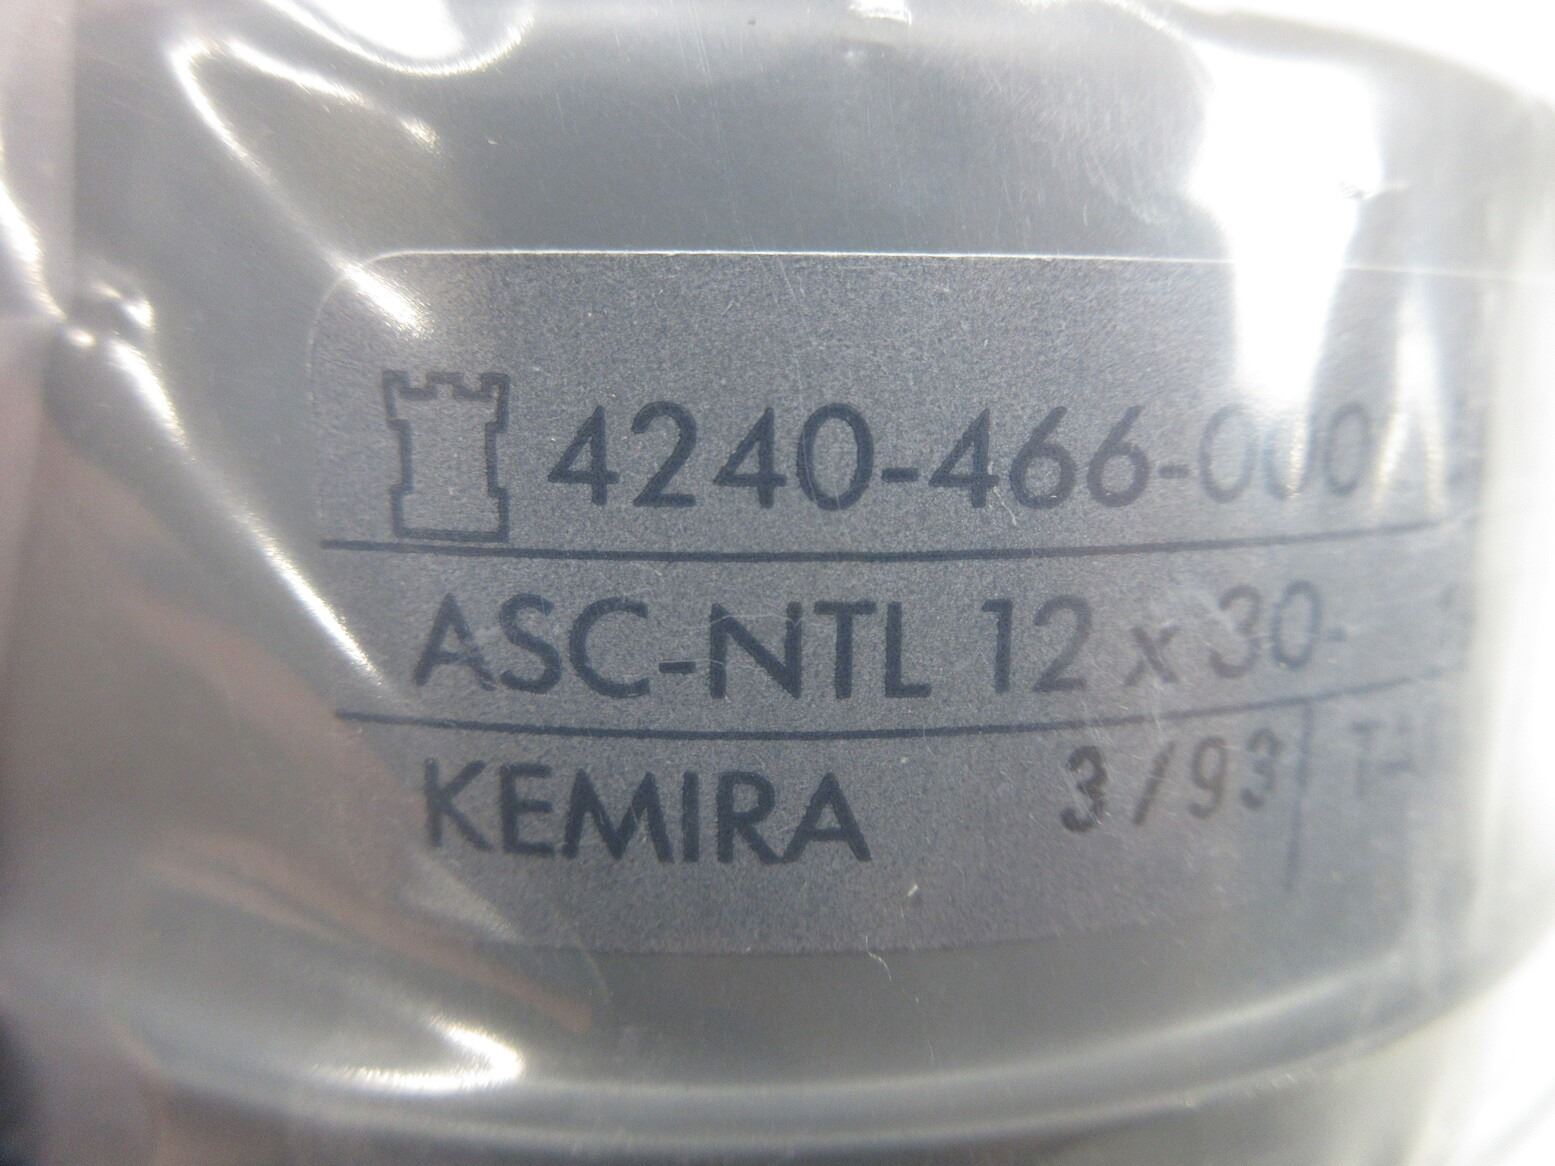 4240-466-000
ASC-NTL 12 x 30-
KEMIRA 3/93